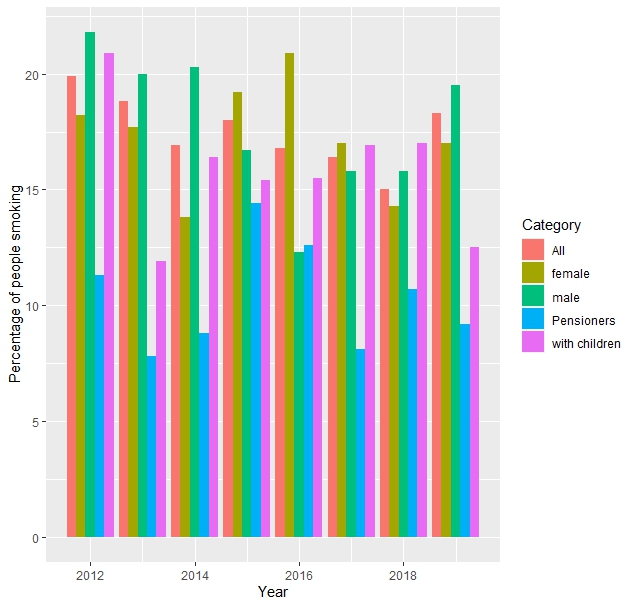 Percentage of people smoking
20
15
10
5
0
2012
2014
2016
2018
Year
Category
All
female
male
Pensioners
with children